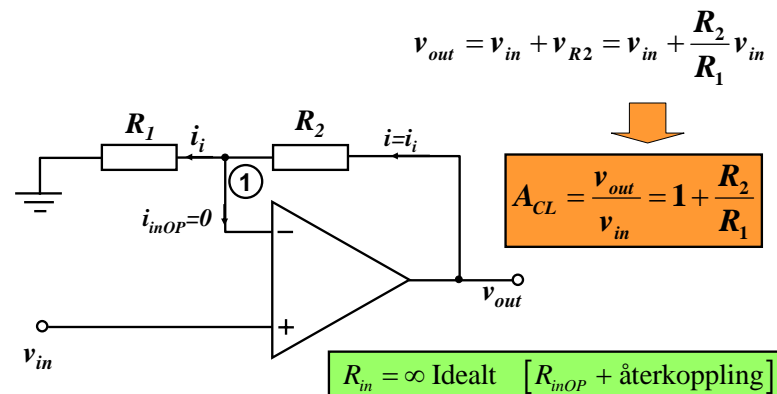 v_out = v_in + v_R2 = v_in + R_2/R_1 v_in
R_1
i_i
R_2
i=i_i
A_CL = v_out/v_in = 1 + R_2/R_1
1
i_inOP=0
−
v_out
+
v_in
R_in = ∞ Idealt [R_inOP + återkoppling]